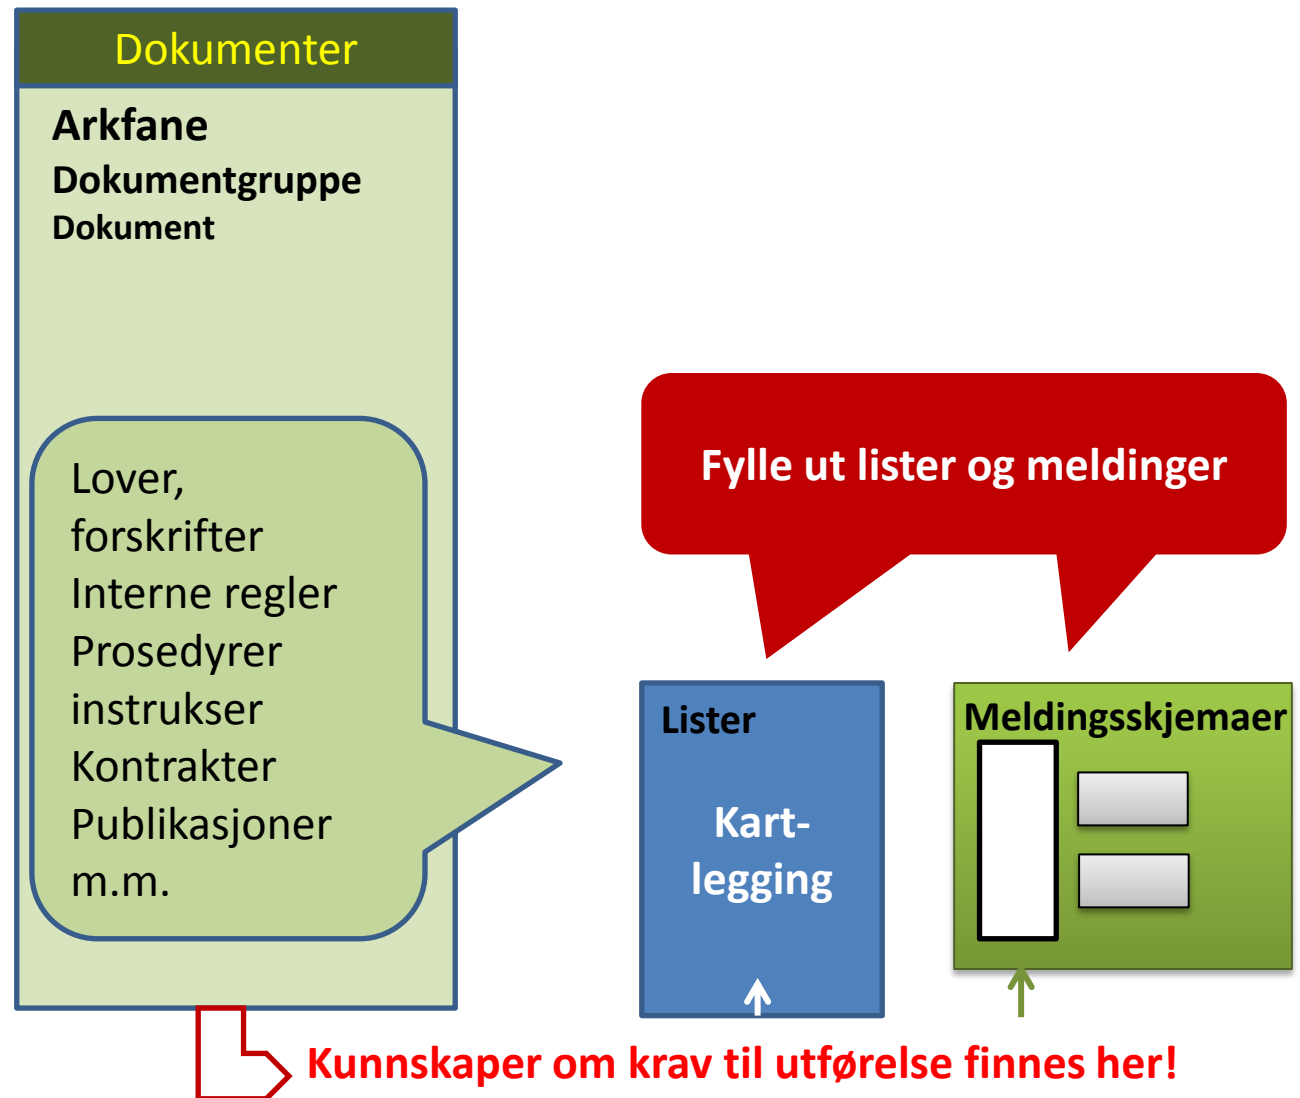 Dokumenter
Arkfane
Dokumentgruppe
Dokument
Lover,
forskrifter
Interne regler
Prosedyrer
instrukser
Kontrakter
Publikasjoner
m.m.
Fylle ut lister og meldinger
Lister
Kart-
legging
Meldingsskjemaer
Kunnskaper om krav til utførelse finnes her!